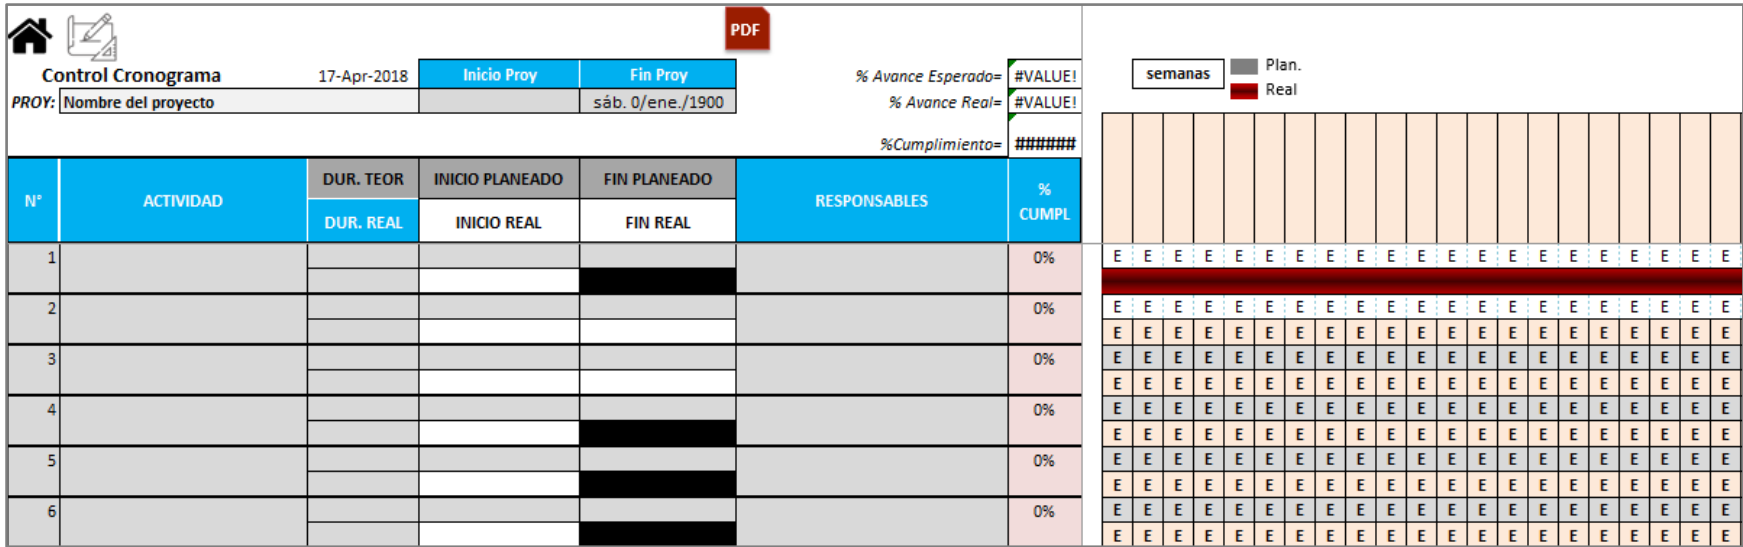 PDF
Control Cronograma 17-Apr-2018 Inicio Proy Fin Proy % Avance Esperado= #VALUE! semanas Plan.
PROY: Nombre del proyecto sáb. 0/ene./1900 % Avance Real= #VALUE! Real
%Cumplimiento= ######
N° ACTIVIDAD DUR. TEOR INICIO PLANEADO FIN PLANEADO RESPONSABLES % CUMPL
DUR. REAL INICIO REAL FIN REAL
1 0% E E E E E E E E E E E E E E E E E E E E E
2 0% E E E E E E E E E E E E E E E E E E E E E
E E E E E E E E E E E E E E E E E E E E E
3 0% E E E E E E E E E E E E E E E E E E E E E
E E E E E E E E E E E E E E E E E E E E E
4 0% E E E E E E E E E E E E E E E E E E E E E
E E E E E E E E E E E E E E E E E E E E E
5 0% E E E E E E E E E E E E E E E E E E E E E
E E E E E E E E E E E E E E E E E E E E E
6 0% E E E E E E E E E E E E E E E E E E E E E
E E E E E E E E E E E E E E E E E E E E E